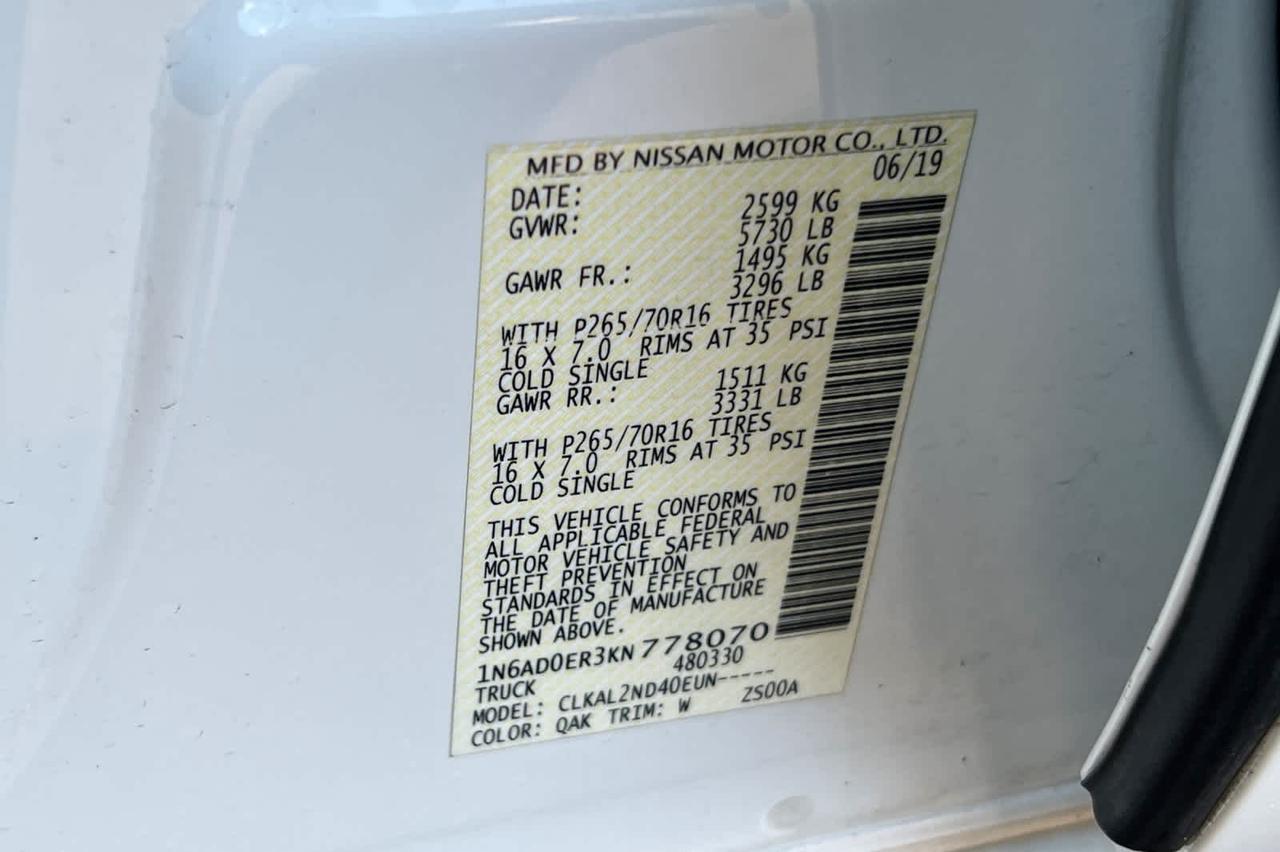 MFD BY NISSAN MOTOR CO., LTD.
DATE: 06/19
GVWR: 2599 KG
5730 LB
GAWR FR.: 1495 KG
3296 LB
WITH P265/70R16 TIRES
16 X 7.0 RIMS AT 35 PSI
COLD SINGLE
GAWR RR.: 1511 KG
3331 LB
WITH P265/70R16 TIRES
16 X 7.0 RIMS AT 35 PSI
COLD SINGLE
THIS VEHICLE CONFORMS TO
ALL APPLICABLE FEDERAL
MOTOR VEHICLE SAFETY AND
THEFT PREVENTION
STANDARDS IN EFFECT ON
THE DATE OF MANUFACTURE
SHOWN ABOVE.
1N6AD0ER3KN778070
TRUCK 480330
MODEL: CLKAL2ND40EUN-----
COLOR: QAK TRIM: W ZS00A